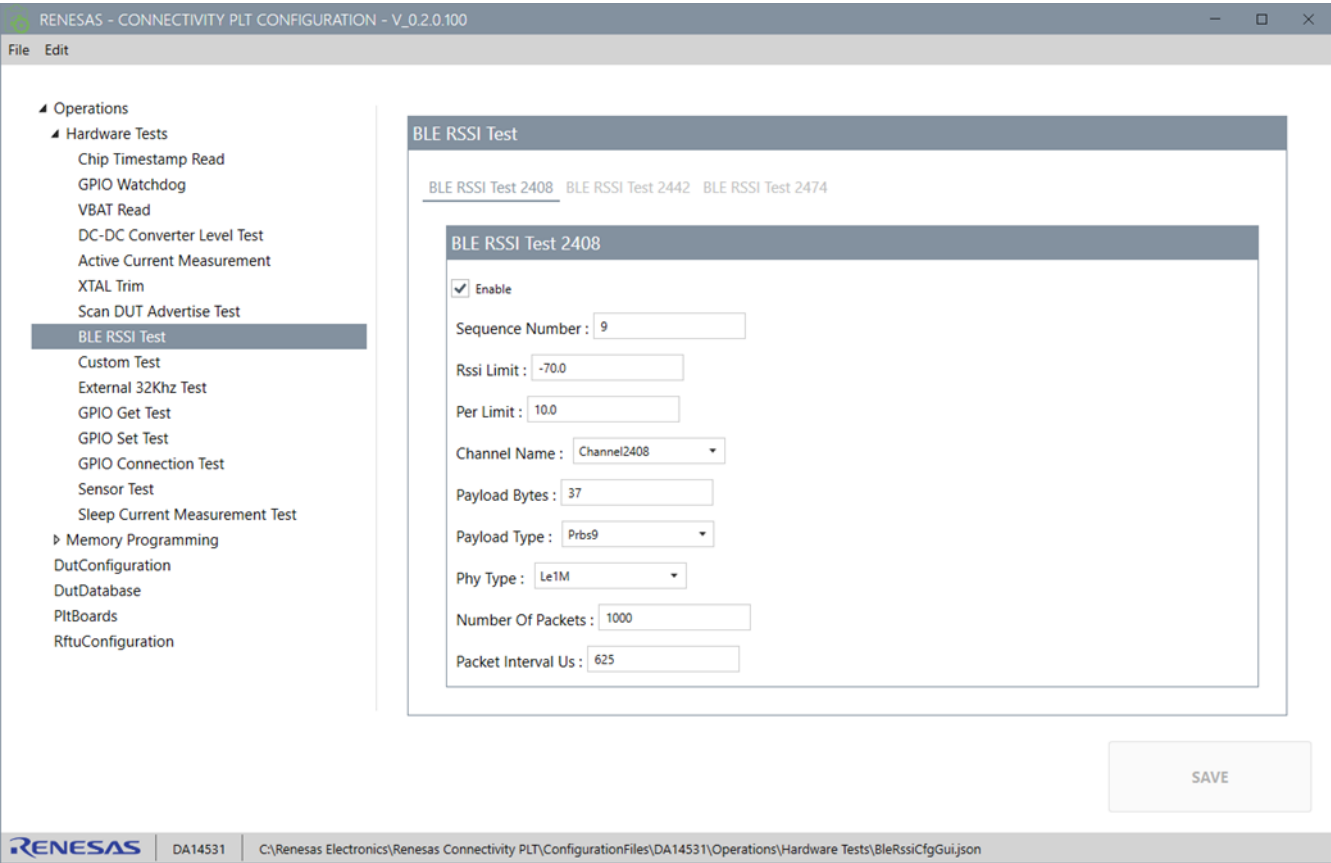 RENESAS - CONNECTIVITY PLT CONFIGURATION - V_0.2.0.100
File Edit
Operations
Hardware Tests
Chip Timestamp Read
GPIO Watchdog
VBAT Read
DC-DC Converter Level Test
Active Current Measurement
XTAL Trim
Scan DUT Advertise Test
BLE RSSI Test
Custom Test
External 32Khz Test
GPIO Get Test
GPIO Set Test
GPIO Connection Test
Sensor Test
Sleep Current Measurement Test
Memory Programming
DutConfiguration
DutDatabase
PltBoards
RftuConfiguration
BLE RSSI Test
BLE RSSI Test 2408 BLE RSSI Test 2442 BLE RSSI Test 2474
BLE RSSI Test 2408
Enable
Sequence Number : 9
Rssi Limit : -70.0
Per Limit : 10.0
Channel Name : Channel2408
Payload Bytes : 37
Payload Type : Prbs9
Phy Type : Le1M
Number Of Packets : 1000
Packet Interval Us : 625
SAVE
RENESAS DA14531 C:\Renesas Electronics\Renesas Connectivity PLT\ConfigurationFiles\DA14531\Operations\Hardware Tests\BleRssiCfgGui.json